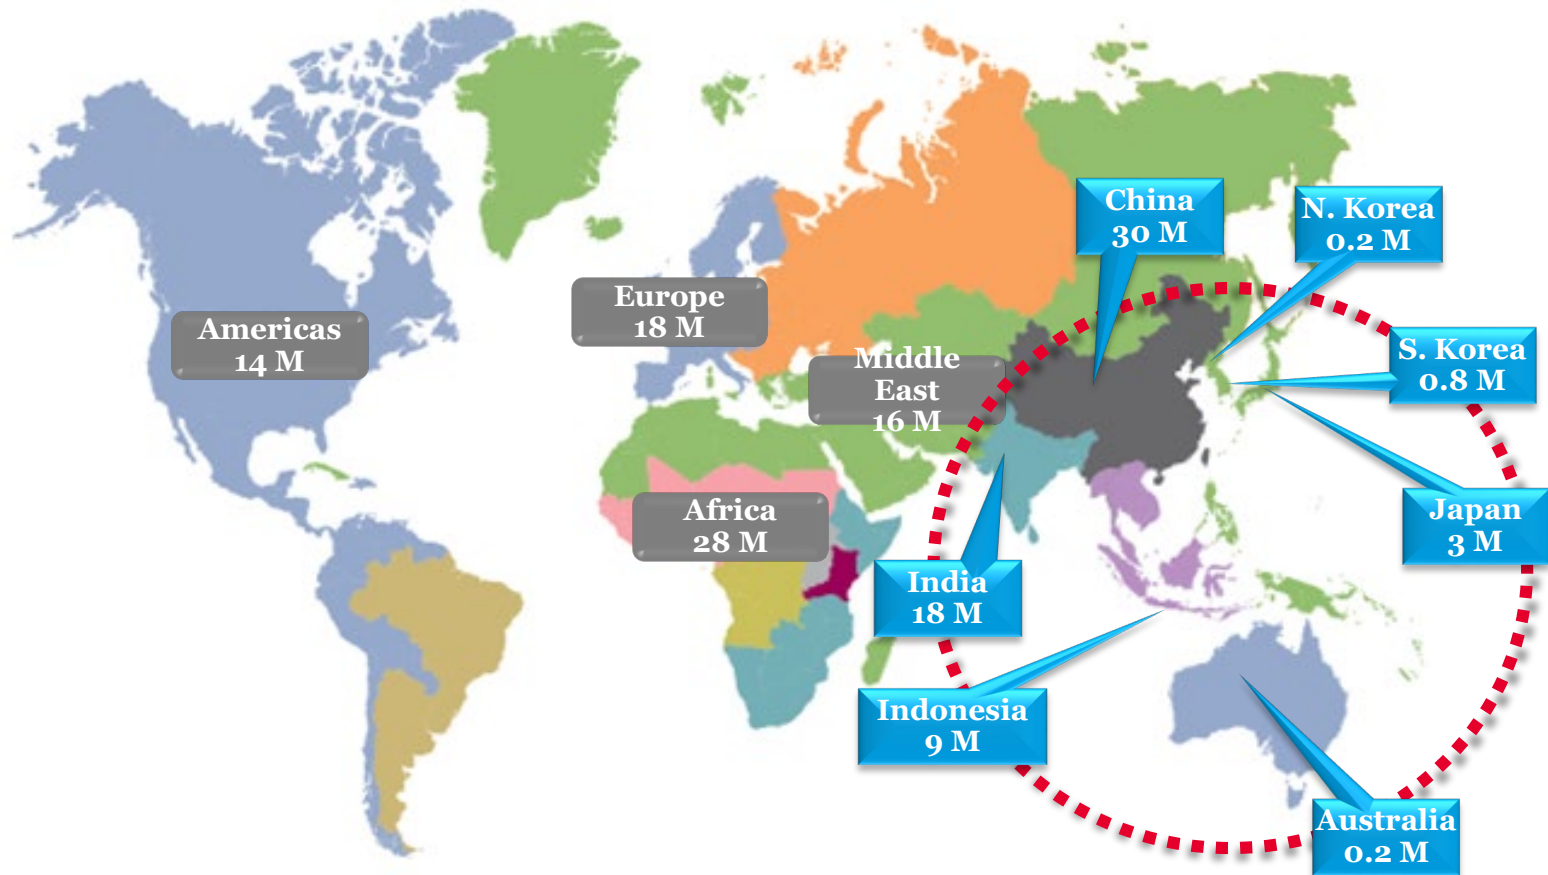 China
30 M
N. Korea
0.2 M
Europe
18 M
Americas
14 M
S. Korea
0.8 M
Middle
East
16 M
Africa
28 M
Japan
3 M
India
18 M
Indonesia
9 M
Australia
0.2 M